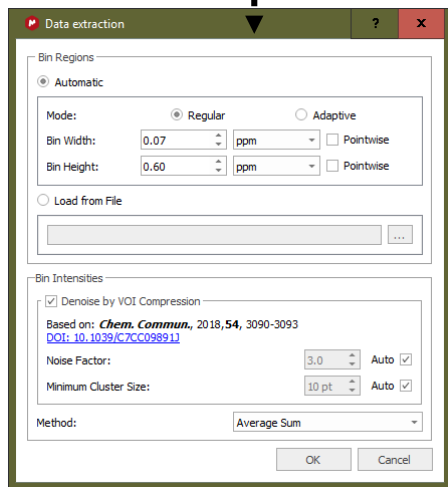 Data extraction ? x
Bin Regions
Automatic
Mode: Regular Adaptive
Bin Width: 0.07 ppm Pointwise
Bin Height: 0.60 ppm Pointwise
Load from File
...
Bin Intensities
Denoise by VOI Compression
Based on: Chem. Commun., 2018,54, 3090-3093
DOI: 10.1039/C7CC09891J
Noise Factor: 3.0 Auto
Minimum Cluster Size: 10 pt Auto
Method: Average Sum
OK Cancel